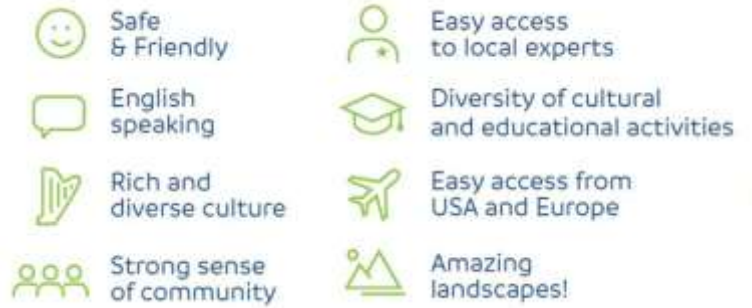 Safe
& Friendly
Easy access
to local experts
English
speaking
Diversity of cultural
and educational activities
Rich and
diverse culture
Easy access from
USA and Europe
Strong sense
of community
Amazing
landscapes!